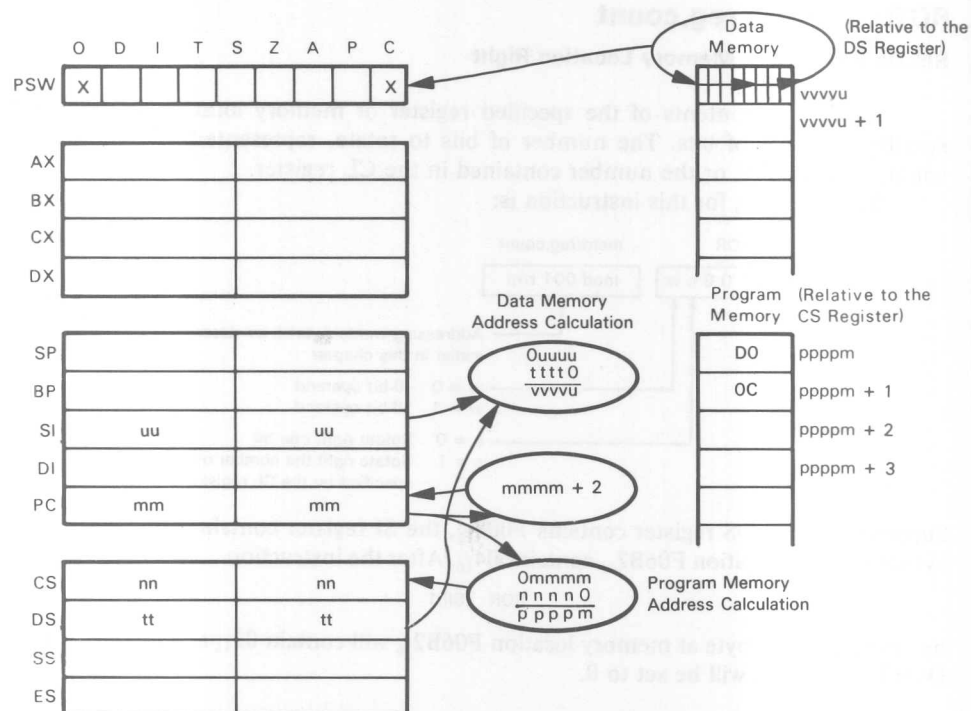 Data
Memory
(Relative to the
DS Register)
O D I T S Z A P C
PSW X X
vvvyu
vvvvu + 1
AX
BX
CX
DX
Data Memory
Address Calculation
Program
Memory
(Relative to the
CS Register)
SP
BP
SI uu uu
DI
PC mm mm
0uuuu
tttt0
vvvvu
D0 ppppm
0C ppppm + 1
ppppm + 2
ppppm + 3
mmmm + 2
CS nn nn
DS tt tt
SS
ES
0mmmm
nnnn0
ppppm
Program Memory
Address Calculation